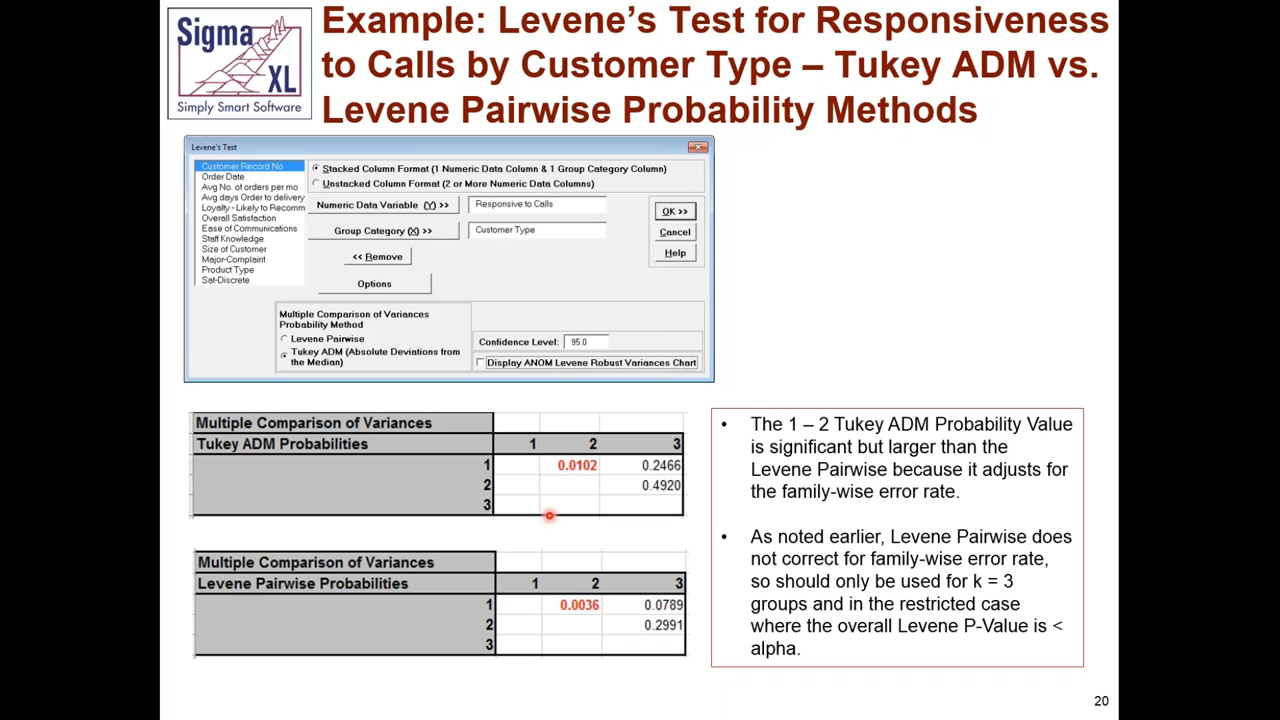 Sigma
XL
Simply Smart Software
Example: Levene's Test for Responsiveness
to Calls by Customer Type – Tukey ADM vs.
Levene Pairwise Probability Methods
Levene's Test
Customer Record No
Order Date
Avg No. of orders per mo
Avg days Order to delivery
Loyalty - Likely to Recomm
Overall Satisfaction
Ease of Communications
Staff Knowledge
Size of Customer
Major-Complaint
Product Type
Sat-Discrete
Stacked Column Format (1 Numeric Data Column & 1 Group Category Column)
Unstacked Column Format (2 or More Numeric Data Columns)
Numeric Data Variable (Y) >> Responsive to Calls
Group Category (X) >> Customer Type
<< Remove
Options
OK >>
Cancel
Help
Multiple Comparison of Variances
Probability Method
Levene Pairwise
Tukey ADM (Absolute Deviations from
the Median)
Confidence Level: 95.0
Display ANOM Levene Robust Variances Chart
Multiple Comparison of Variances
Tukey ADM Probabilities 1 2 3
1 0.0102 0.2466
2 0.4920
3
Multiple Comparison of Variances
Levene Pairwise Probabilities 1 2 3
1 0.0036 0.0789
2 0.2991
3
• The 1 – 2 Tukey ADM Probability Value
is significant but larger than the
Levene Pairwise because it adjusts for
the family-wise error rate.
• As noted earlier, Levene Pairwise does
not correct for family-wise error rate,
so should only be used for k = 3
groups and in the restricted case
where the overall Levene P-Value is <
alpha.
20